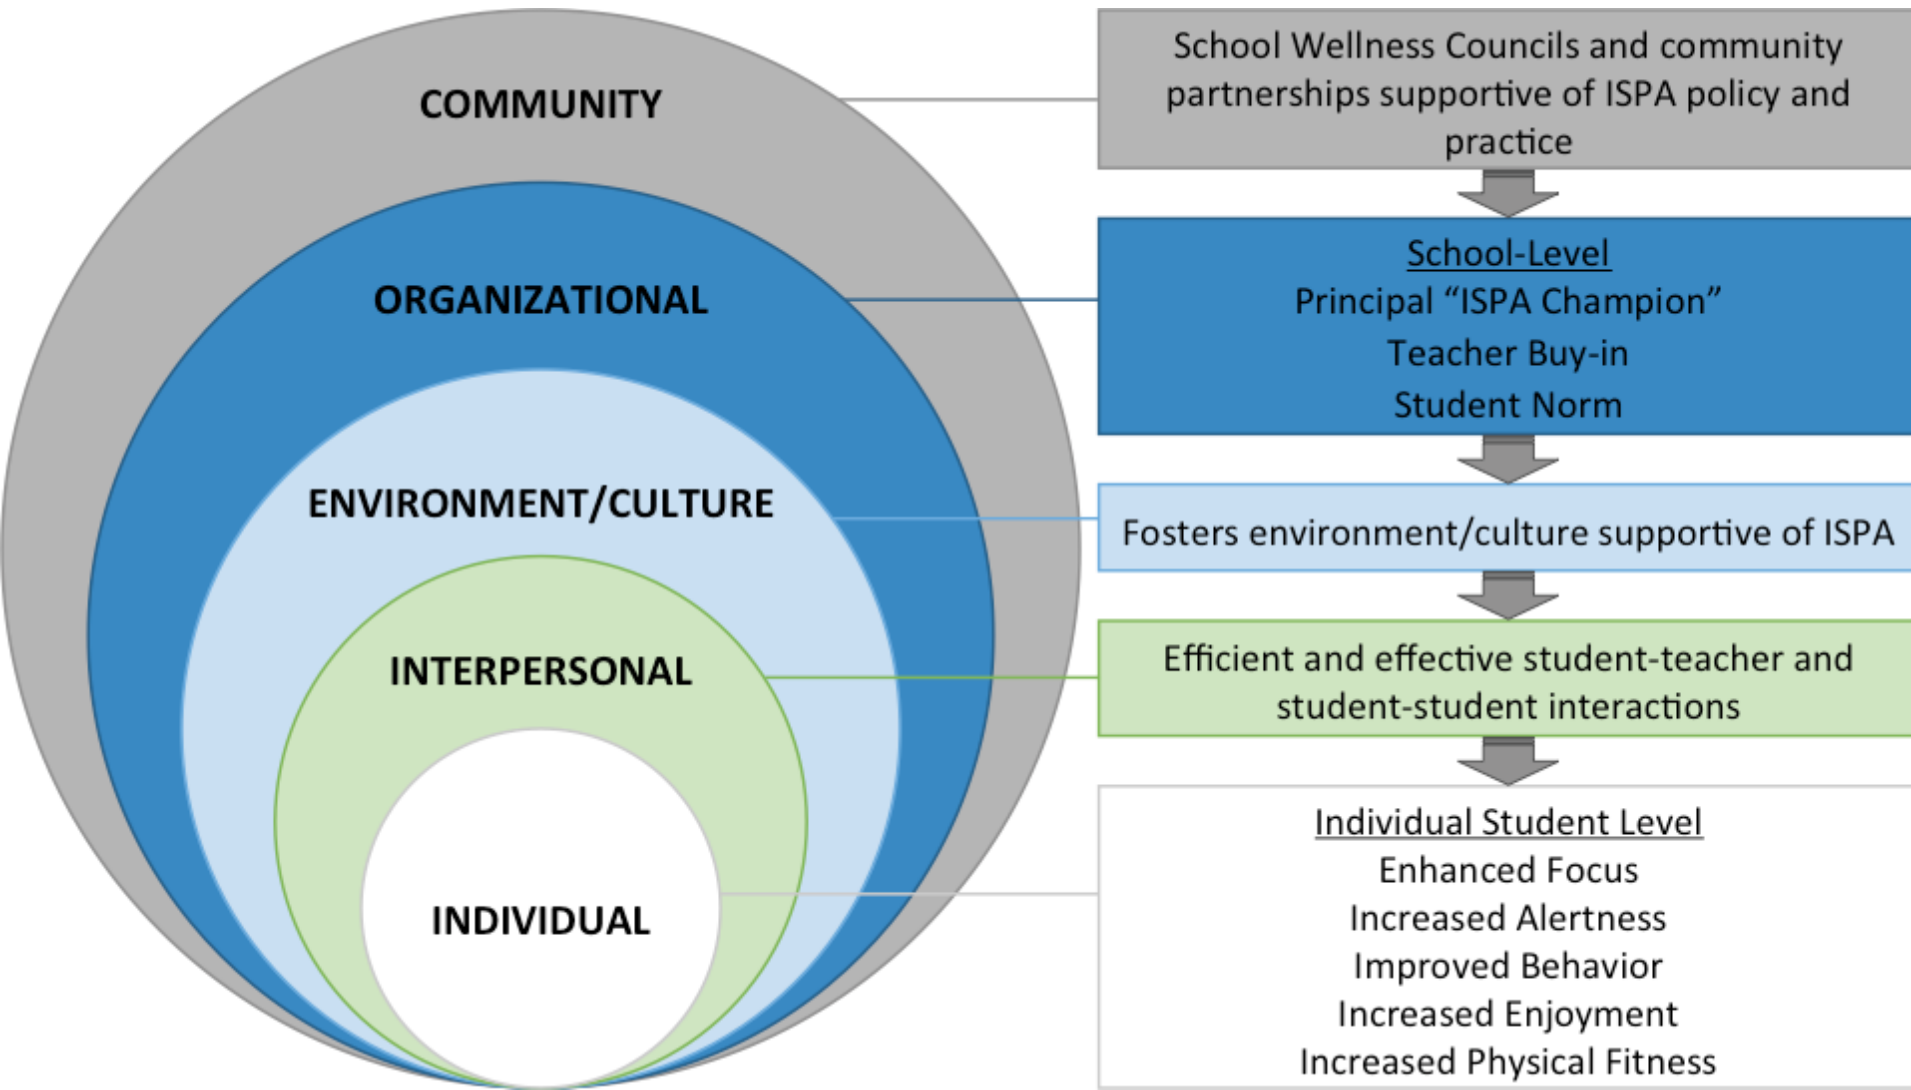 COMMUNITY
ORGANIZATIONAL
ENVIRONMENT/CULTURE
INTERPERSONAL
INDIVIDUAL
School Wellness Councils and community
partnerships supportive of ISPA policy and
practice
School-Level
Principal “ISPA Champion”
Teacher Buy-in
Student Norm
Fosters environment/culture supportive of ISPA
Efficient and effective student-teacher and
student-student interactions
Individual Student Level
Enhanced Focus
Increased Alertness
Improved Behavior
Increased Enjoyment
Increased Physical Fitness